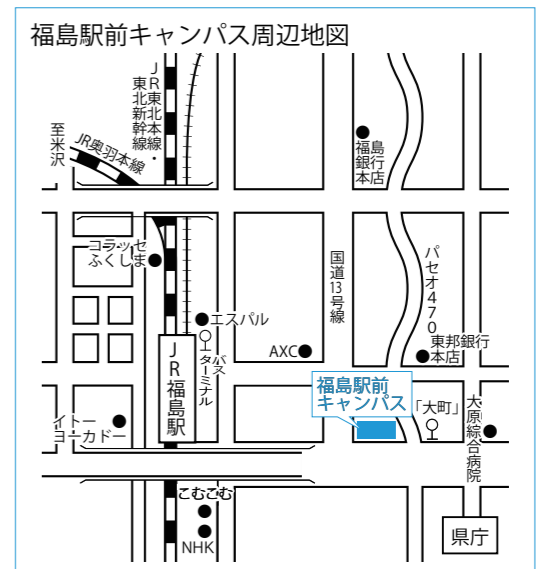 福島駅前キャンパス周辺地図
JR東北本線・
東北新幹線
至米沢
JR奥羽本線
福島
銀行
本店
コラッセ
ふくしま
国道13号線
パセオ470
エスパル
バス
ターミナル
JR福島駅
AXC
東邦銀行
本店
福島駅前
キャンパス
「大町」
大原綜合病院
イトー
ヨーカドー
こむこむ
NHK
県庁